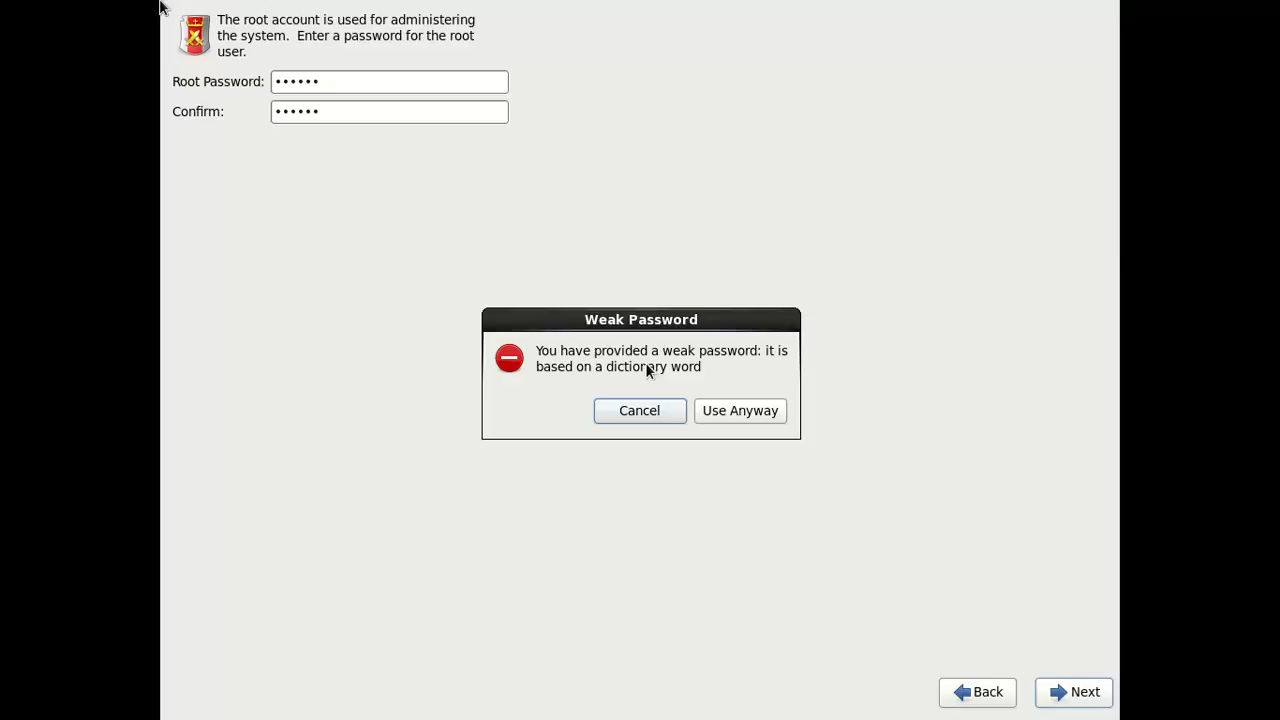 The root account is used for administering
the system.  Enter a password for the root
user.
Root Password: ••••••
Confirm: ••••••
Weak Password
You have provided a weak password: it is
based on a dictionary word
Cancel Use Anyway
Back Next